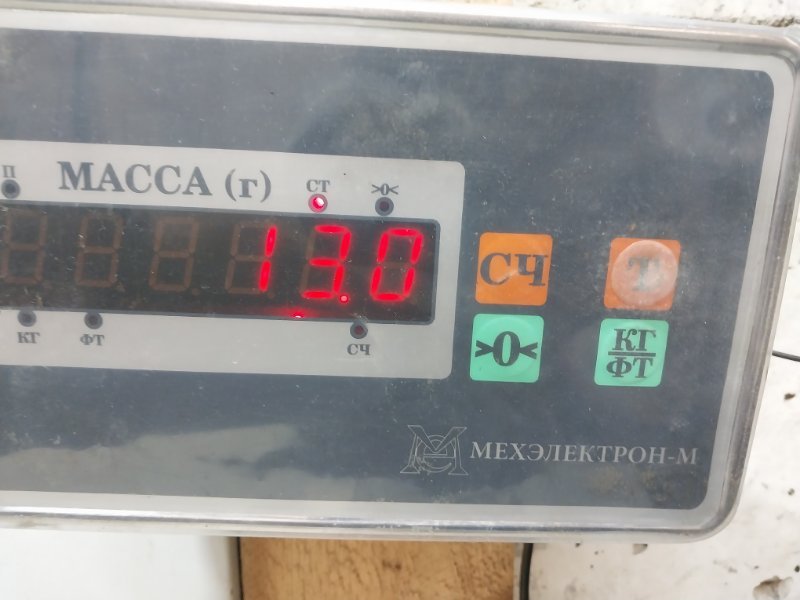 П
МАССА (г)
СТ
>0<
13.0
КГ
ФТ
СЧ
СЧ
Т
>0<
КГ
ФТ
МЕХЭЛЕКТРОН-М